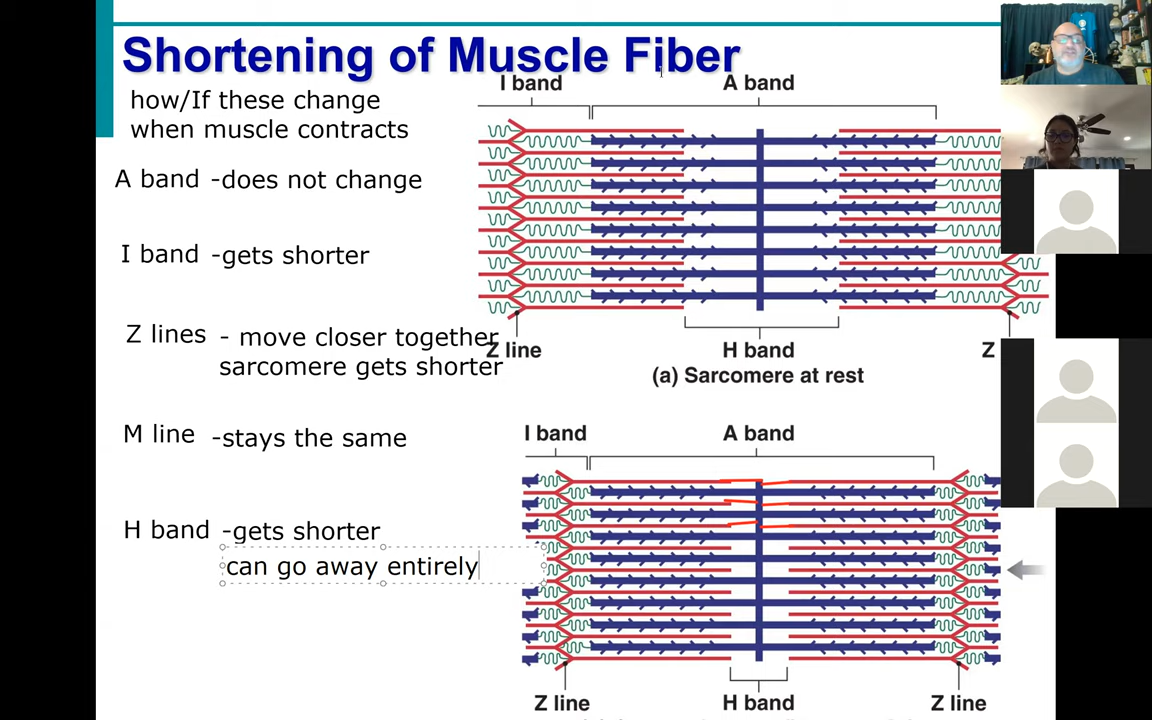 Shortening of Muscle Fiber
how/If these change
when muscle contracts
A band -does not change
I band -gets shorter
Z lines - move closer together
sarcomere gets shorter
M line -stays the same
H band -gets shorter
can go away entirely
I band
A band
Z line
H band
Z
(a) Sarcomere at rest
I band
A band
Z line
H band
Z line